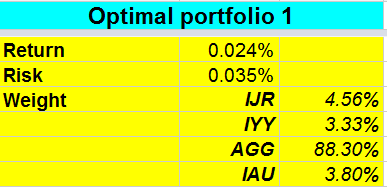 Optimal portfolio 1
Return 0.024%
Risk 0.035%
Weight IJR 4.56%
IYY 3.33%
AGG 88.30%
IAU 3.80%